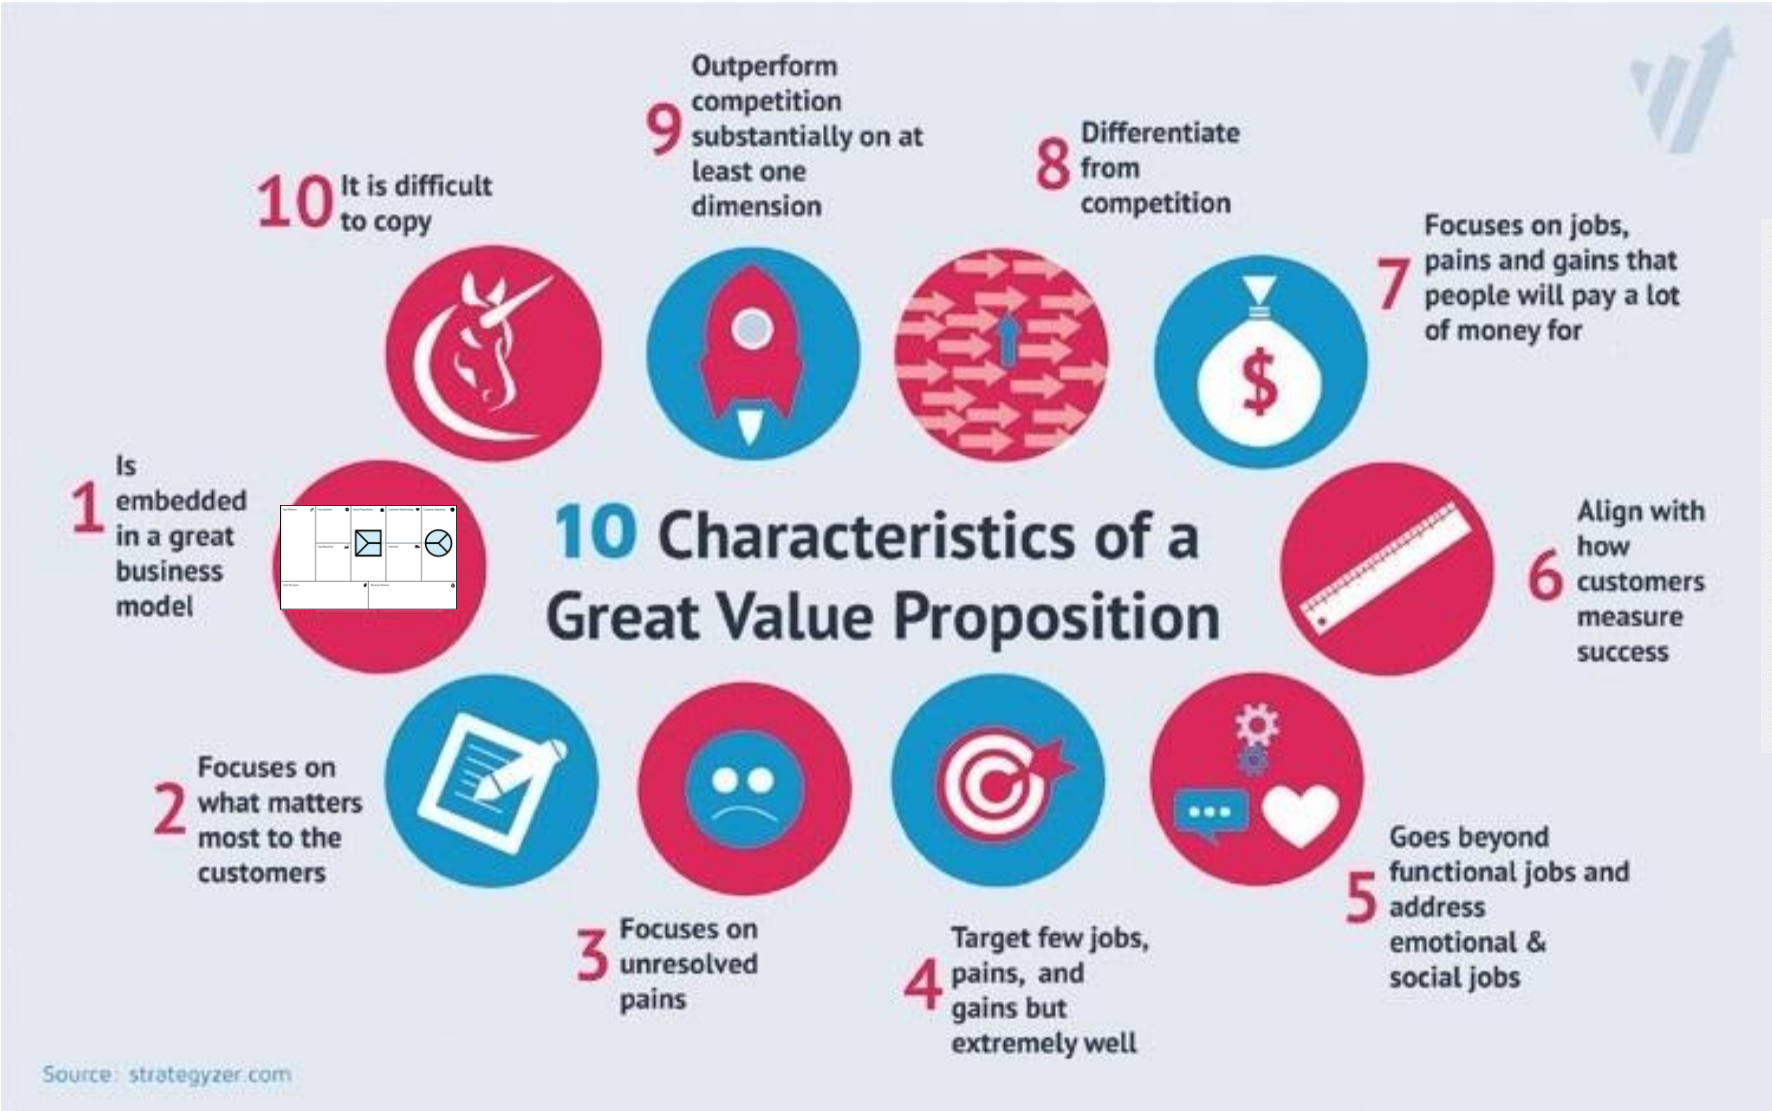 10 Characteristics of a
Great Value Proposition
1
Is
embedded
in a great
business
model
2
Focuses on
what matters
most to the
customers
3
Focuses on
unresolved
pains
4
Target few jobs,
pains, and
gains but
extremely well
5
Goes beyond
functional jobs and
address
emotional &
social jobs
6
Align with
how
customers
measure
success
7
Focuses on jobs,
pains and gains that
people will pay a lot
of money for
$
8
Differentiate
from
competition
9
Outperform
competition
substantially on at
least one
dimension
10
It is difficult
to copy
Source: strategyzer.com